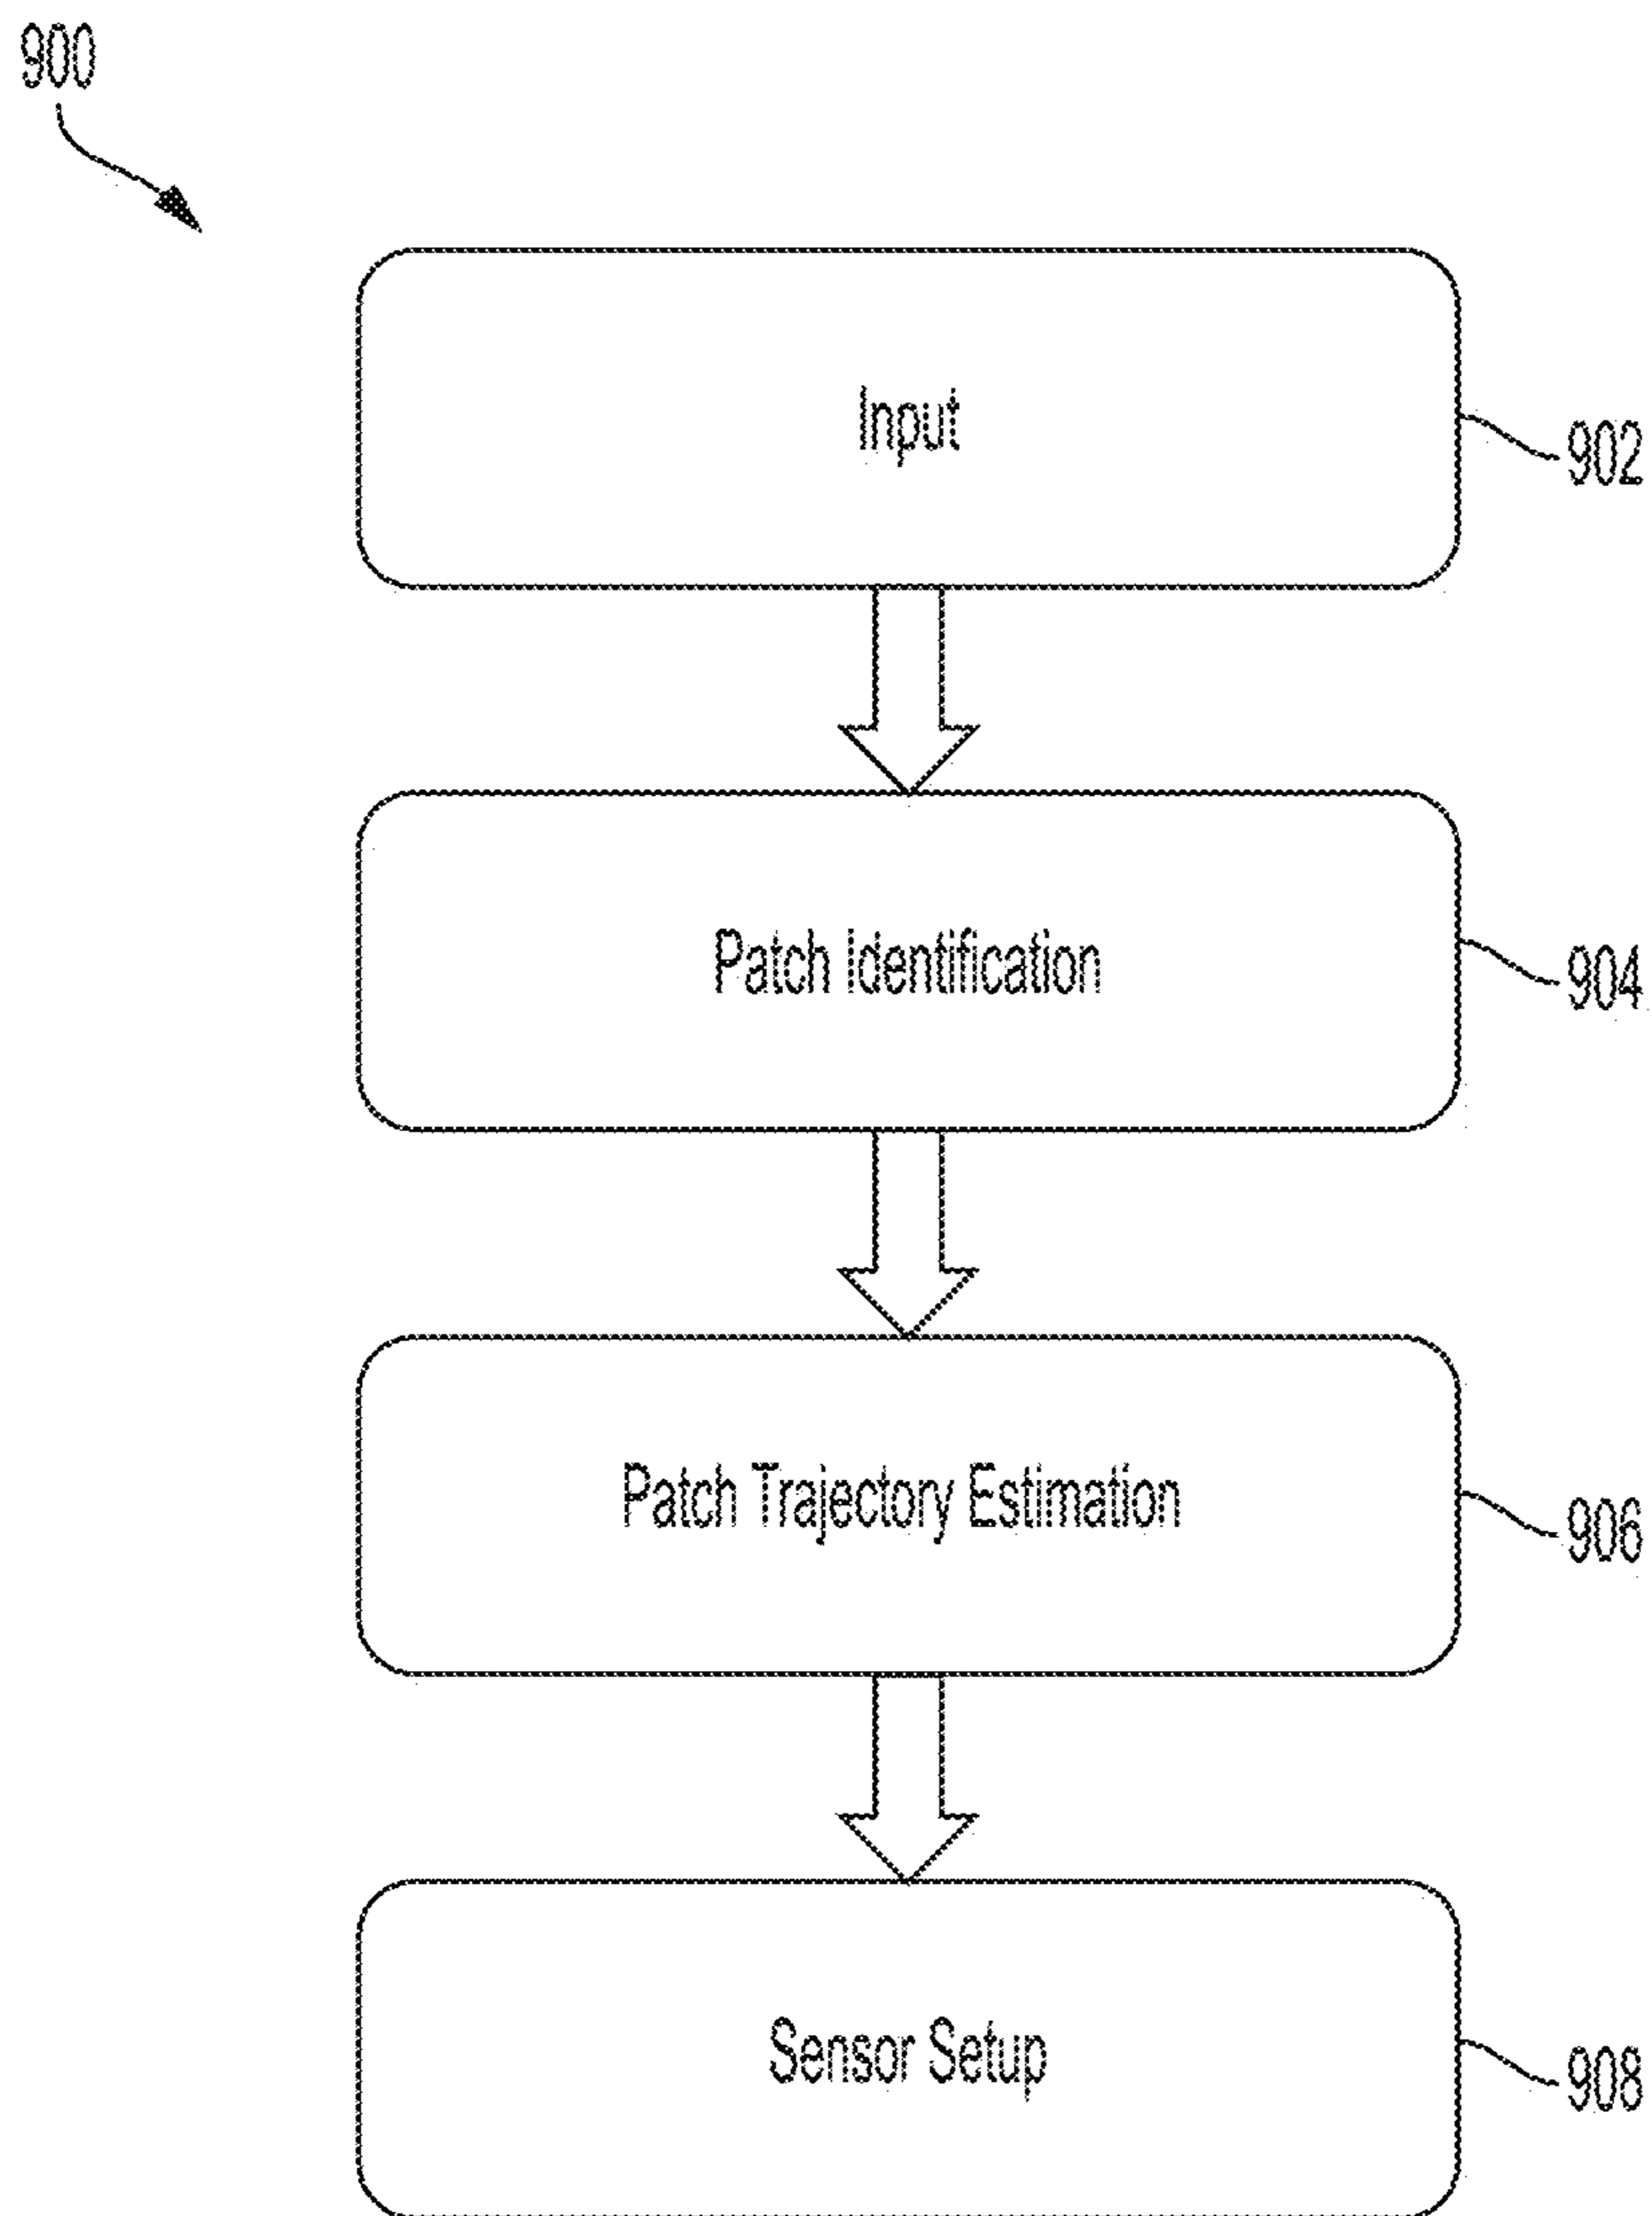 900
Input
902
Patch Identification
904
Patch Trajectory Estimation
906
Sensor Setup
908